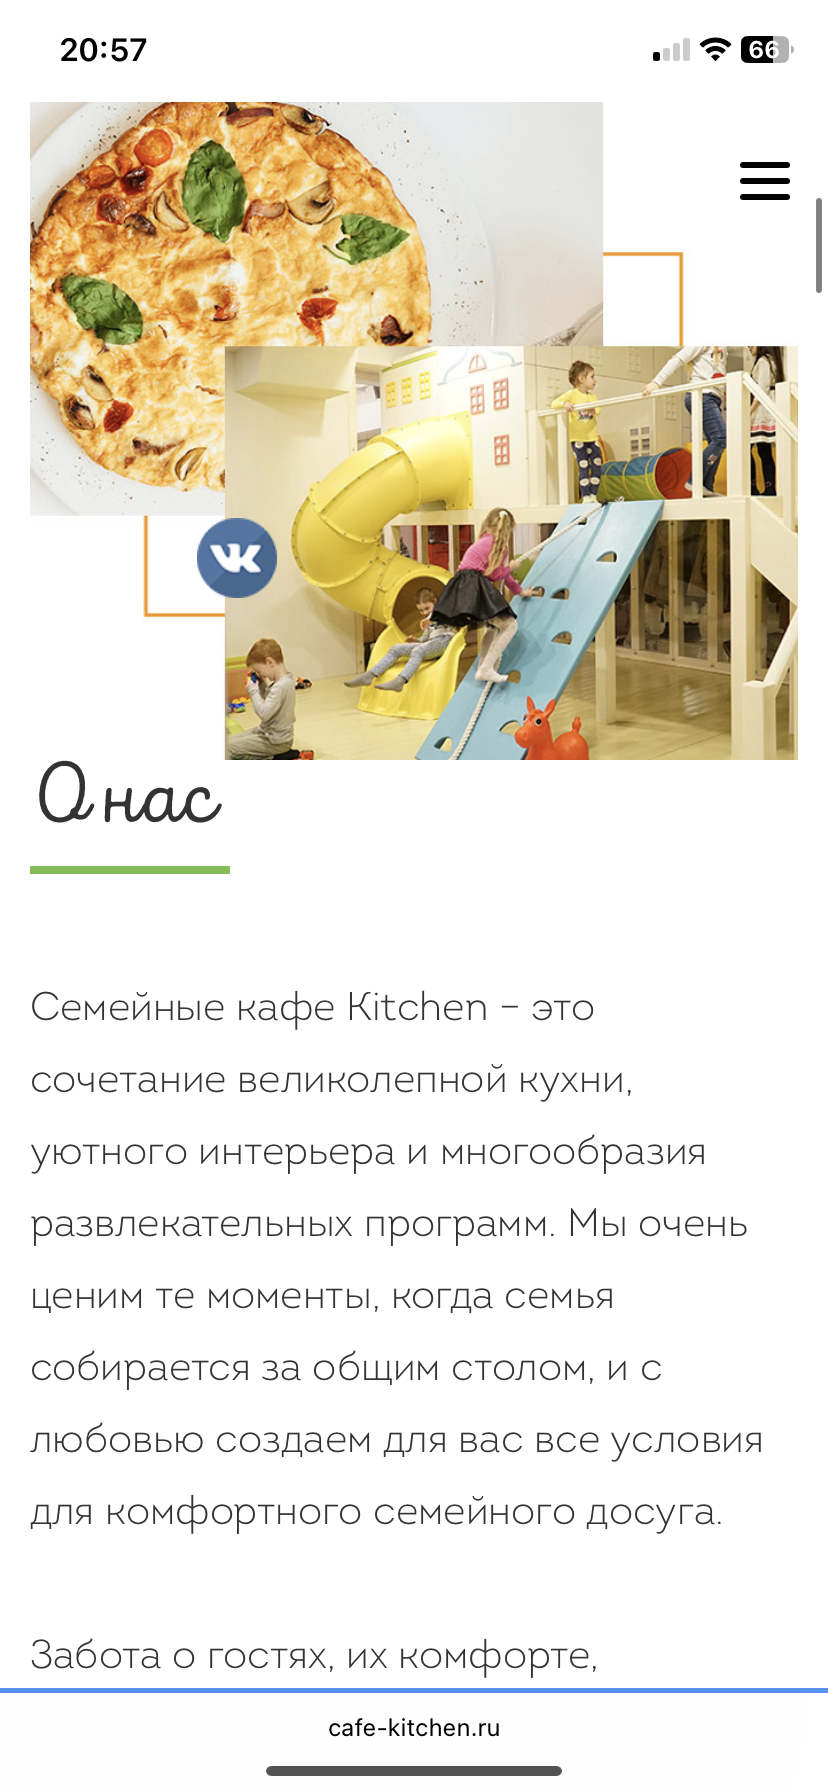 20:57
66
О нас
Семейные кафе Kitchen – это
сочетание великолепной кухни,
уютного интерьера и многообразия
развлекательных программ. Мы очень
ценим те моменты, когда семья
собирается за общим столом, и с
любовью создаем для вас все условия
для комфортного семейного досуга.
Забота о гостях, их комфорте,
cafe-kitchen.ru